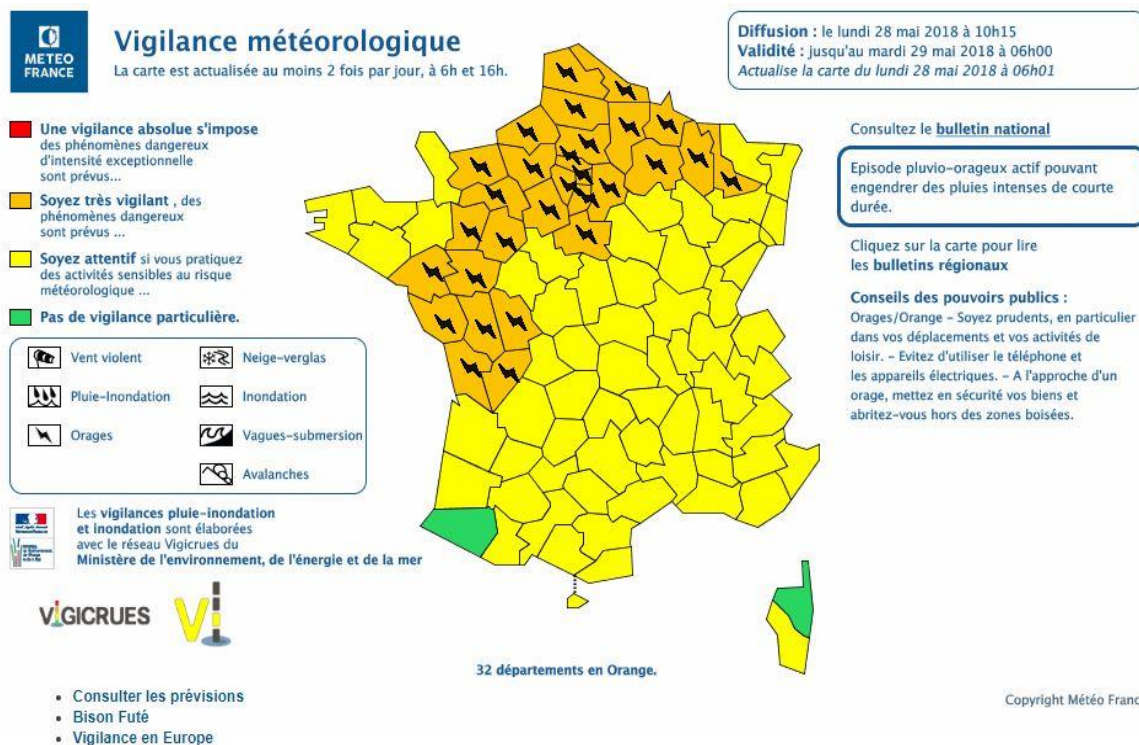 METEO
FRANCE
Vigilance météorologique
La carte est actualisée au moins 2 fois par jour, à 6h et 16h.
Diffusion : le lundi 28 mai 2018 à 10h15
Validité : jusqu'au mardi 29 mai 2018 à 06h00
Actualise la carte du lundi 28 mai 2018 à 06h01
Une vigilance absolue s'impose
des phénomènes dangereux
d'intensité exceptionnelle
sont prévus...
Soyez très vigilant , des
phénomènes dangereux
sont prévus ...
Soyez attentif si vous pratiquez
des activités sensibles au risque
météorologique ...
Pas de vigilance particulière.
Vent violent
Neige-verglas
Pluie-Inondation
Inondation
Orages
Vagues-submersion
Avalanches
Les vigilances pluie-inondation
et inondation sont élaborées
avec le réseau Vigicrues du
Ministère de l'environnement, de l'énergie et de la mer
VIGICRUES
Vi
32 départements en Orange.
Consultez le bulletin national
Episode pluvio-orageux actif pouvant
engendrer des pluies intenses de courte
durée.
Cliquez sur la carte pour lire
les bulletins régionaux
Conseils des pouvoirs publics :
Orages/Orange – Soyez prudents, en particulier
dans vos déplacements et vos activités de
loisir. – Evitez d'utiliser le téléphone et
les appareils électriques. – A l'approche d'un
orage, mettez en sécurité vos biens et
abritez-vous hors des zones boisées.
Copyright Météo Franc
• Consulter les prévisions
• Bison Futé
• Vigilance en Europe